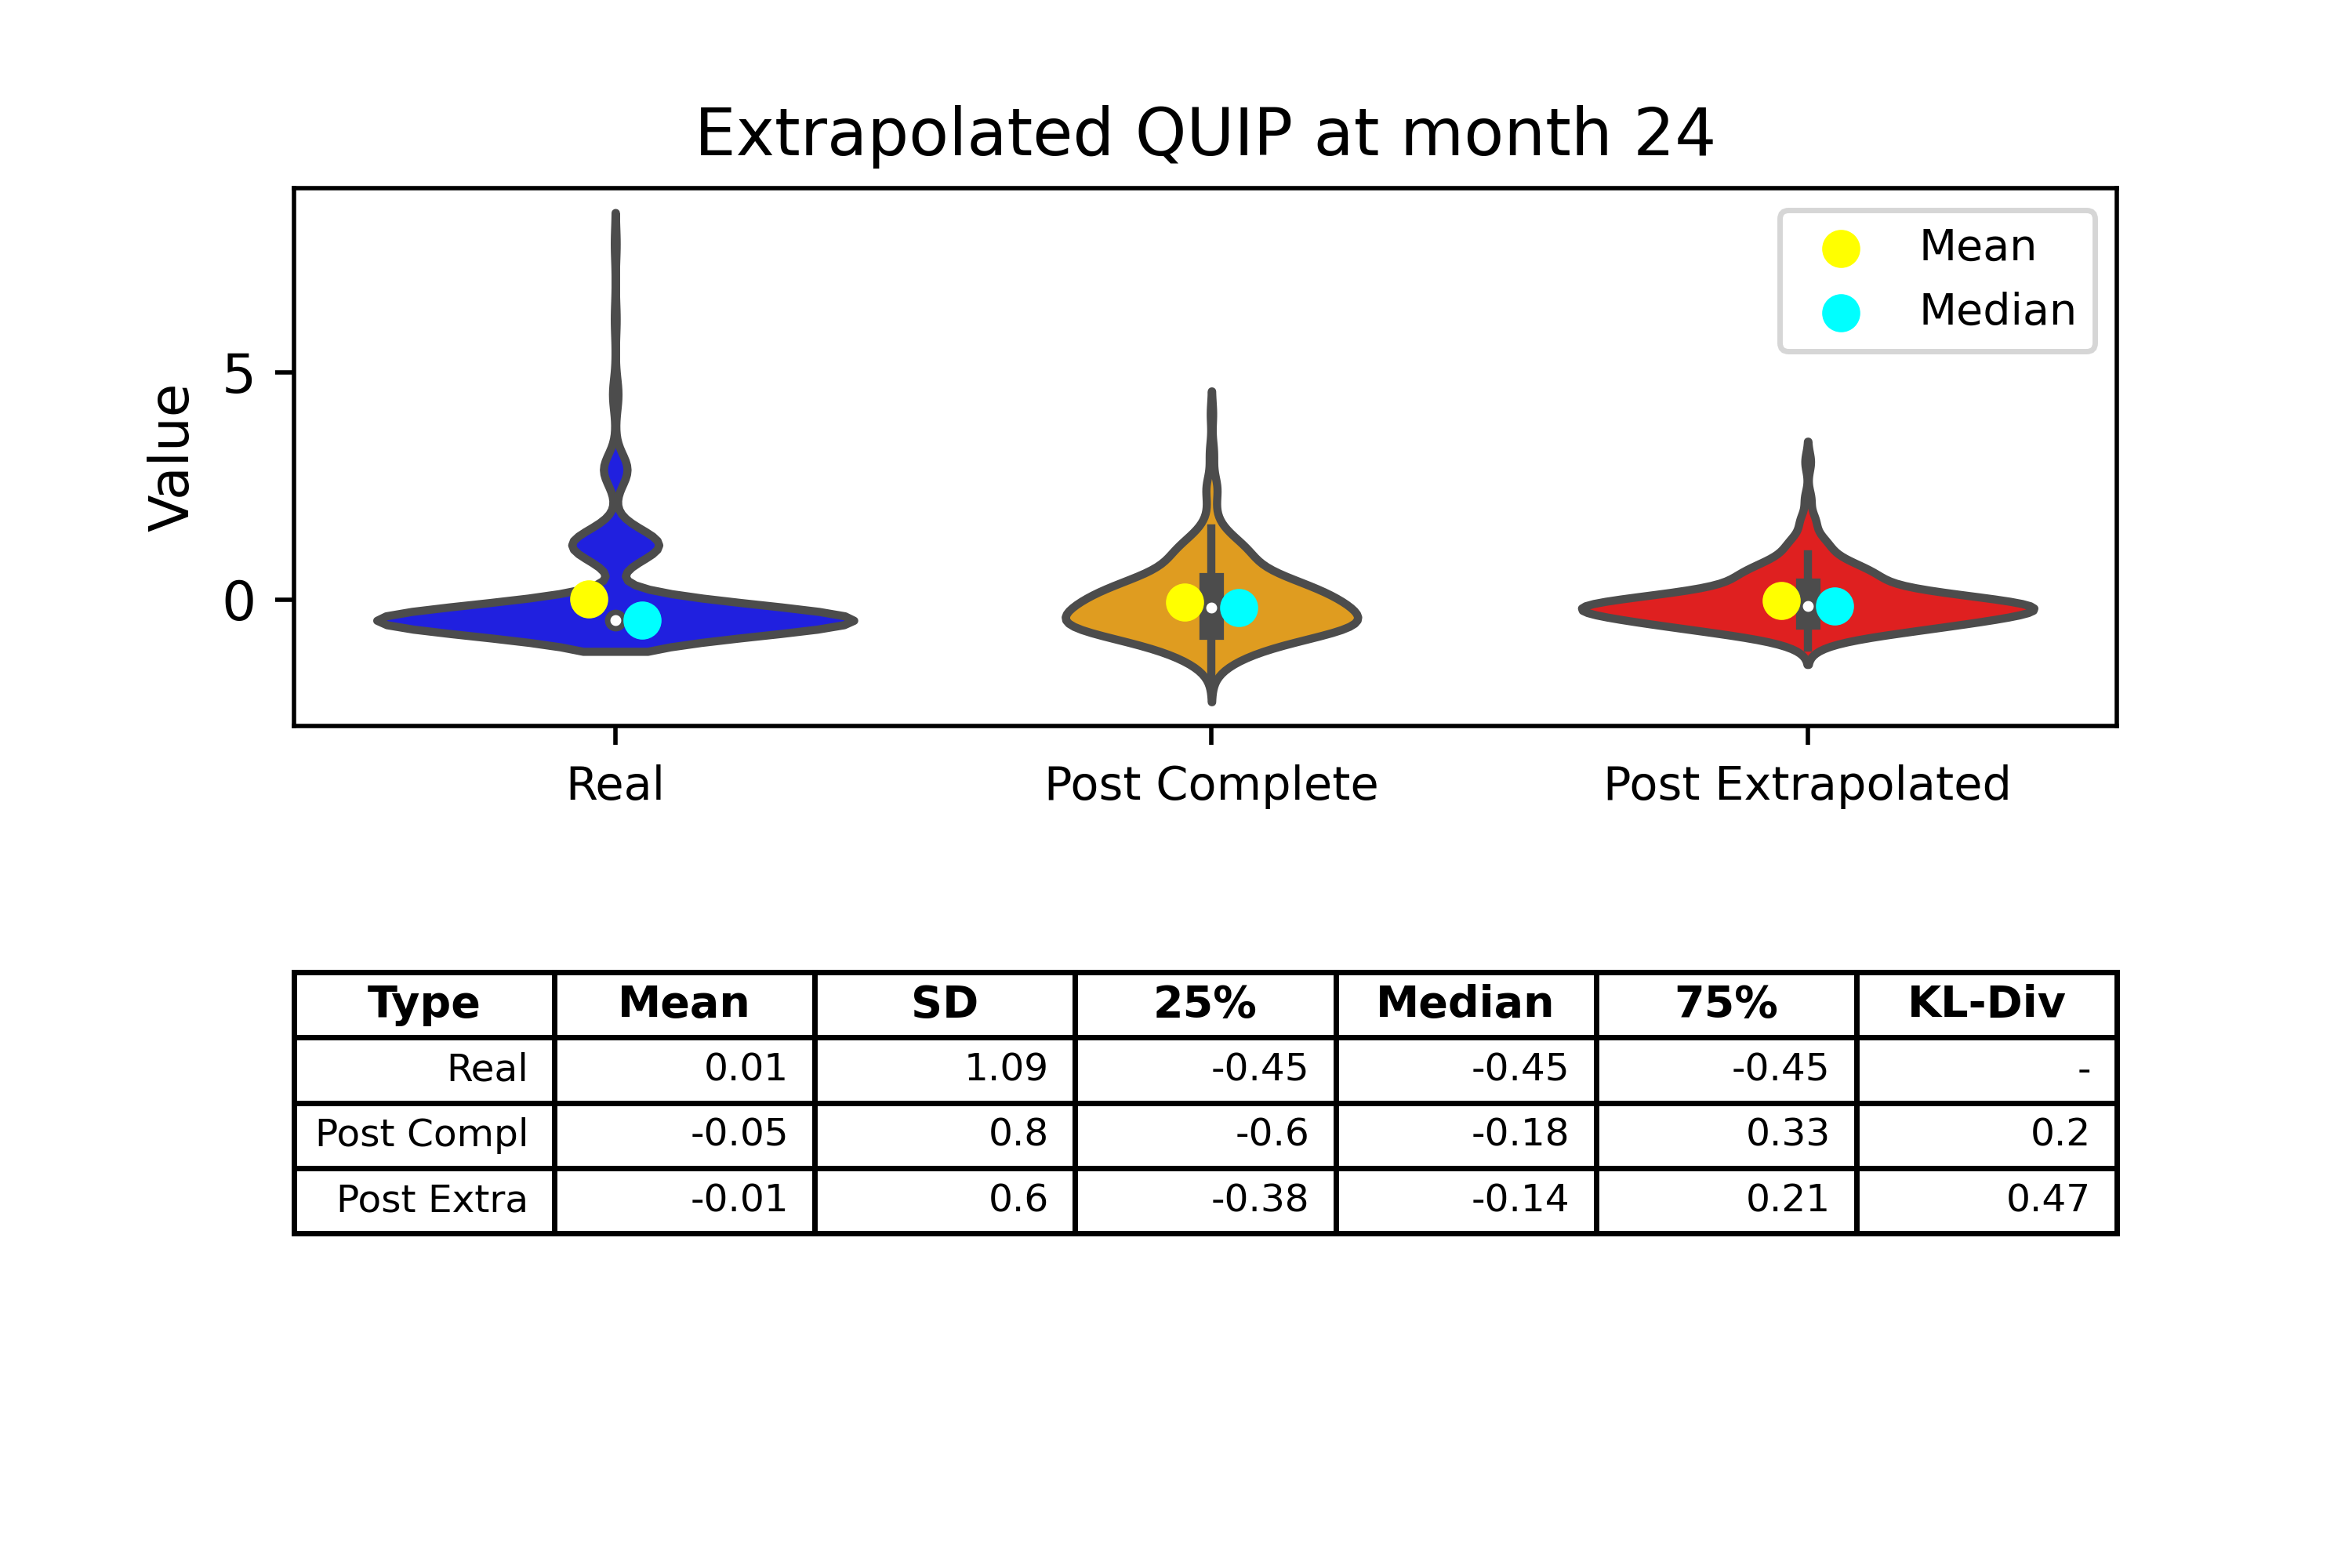 Extrapolated QUIP at month 24
Mean
Median
Value
5
0
Real Post Complete Post Extrapolated
Type Mean SD 25% Median 75% KL-Div
Real 0.01 1.09 -0.45 -0.45 -0.45 -
Post Compl -0.05 0.8 -0.6 -0.18 0.33 0.2
Post Extra -0.01 0.6 -0.38 -0.14 0.21 0.47